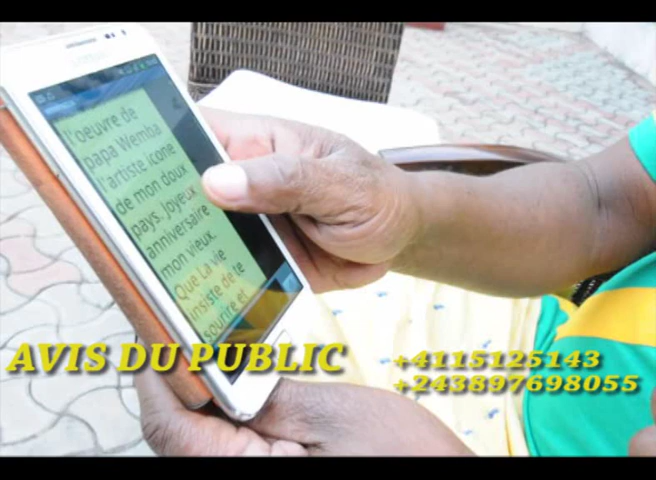 l'oeuvre de
papa Wemba
l'artiste icone
de mon doux
pays. Joyeux
anniversaire
mon vieux.
Que La vie
insiste de te
sourire et
AVIS DU PUBLIC
+4115125143
+243897698055